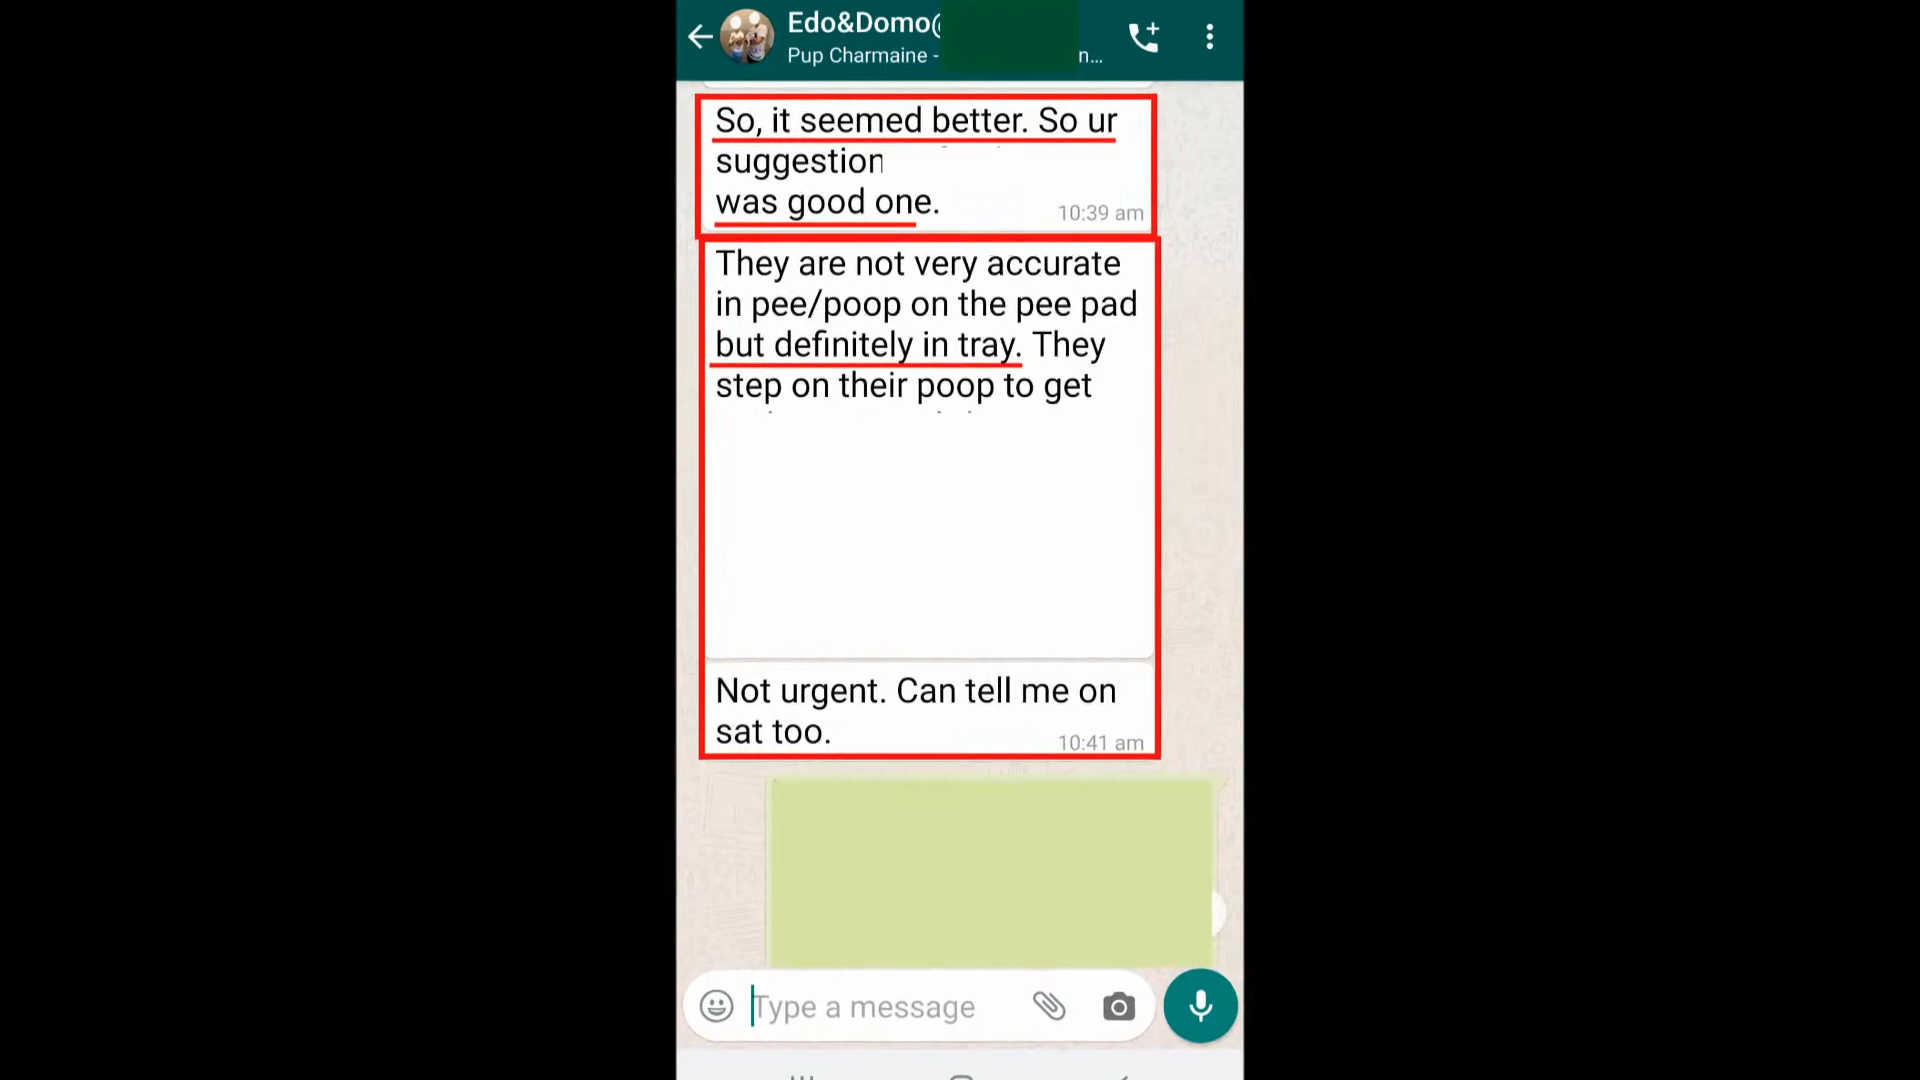 Edo&Domo@
Pup Charmaine - n...
So, it seemed better. So ur
suggestion
was good one.
10:39 am
They are not very accurate
in pee/poop on the pee pad
but definitely in tray. They
step on their poop to get
Not urgent. Can tell me on
sat too.
10:41 am
Type a message